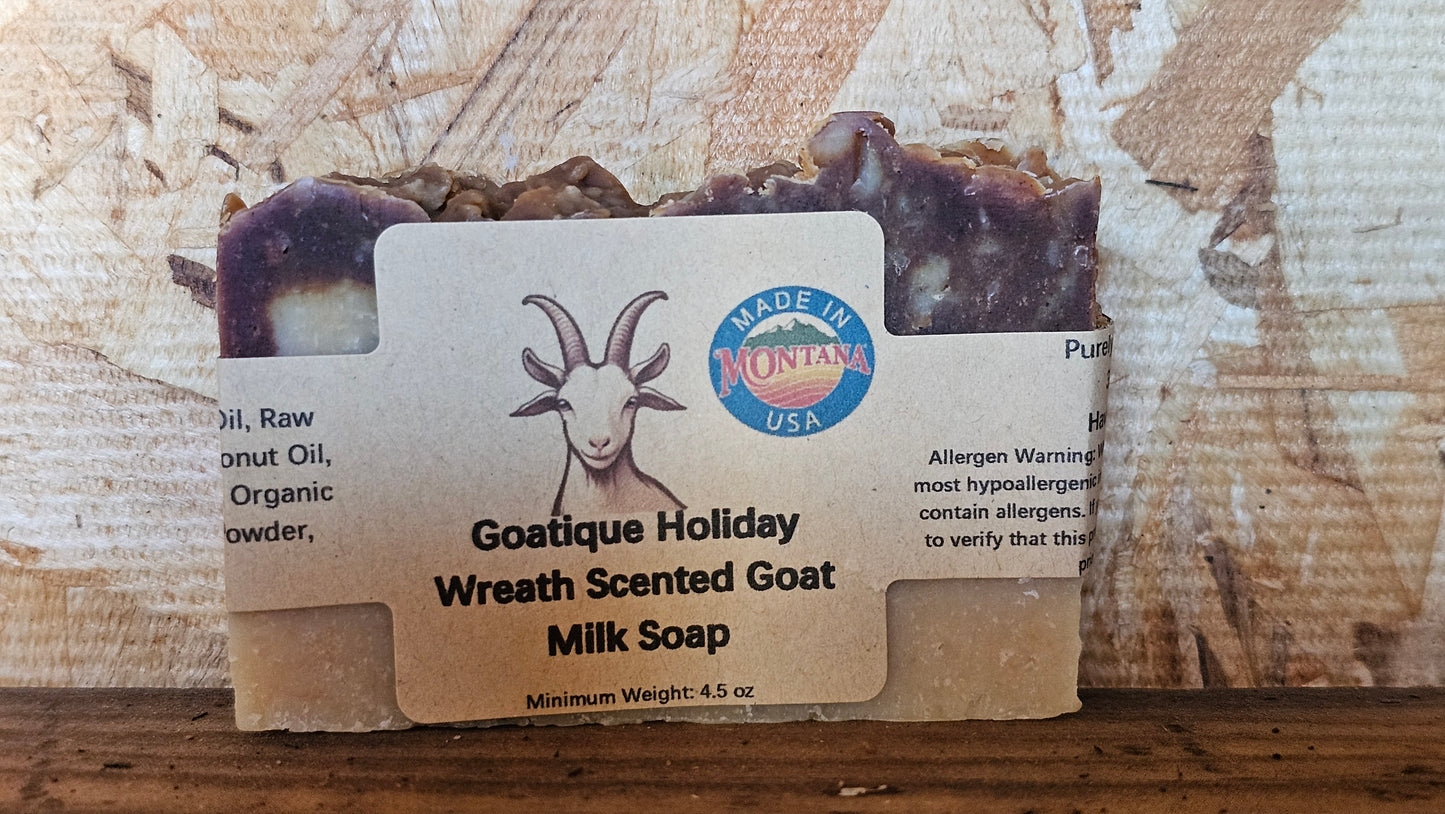 Oil, Raw
onut Oil,
Organic
owder,
MADE IN
MONTANA
USA
Goatique Holiday
Wreath Scented Goat
Milk Soap
Minimum Weight: 4.5 oz
Purely
Allergen Warning:
most hypoallergenic
contain allergens. If
to verify that this